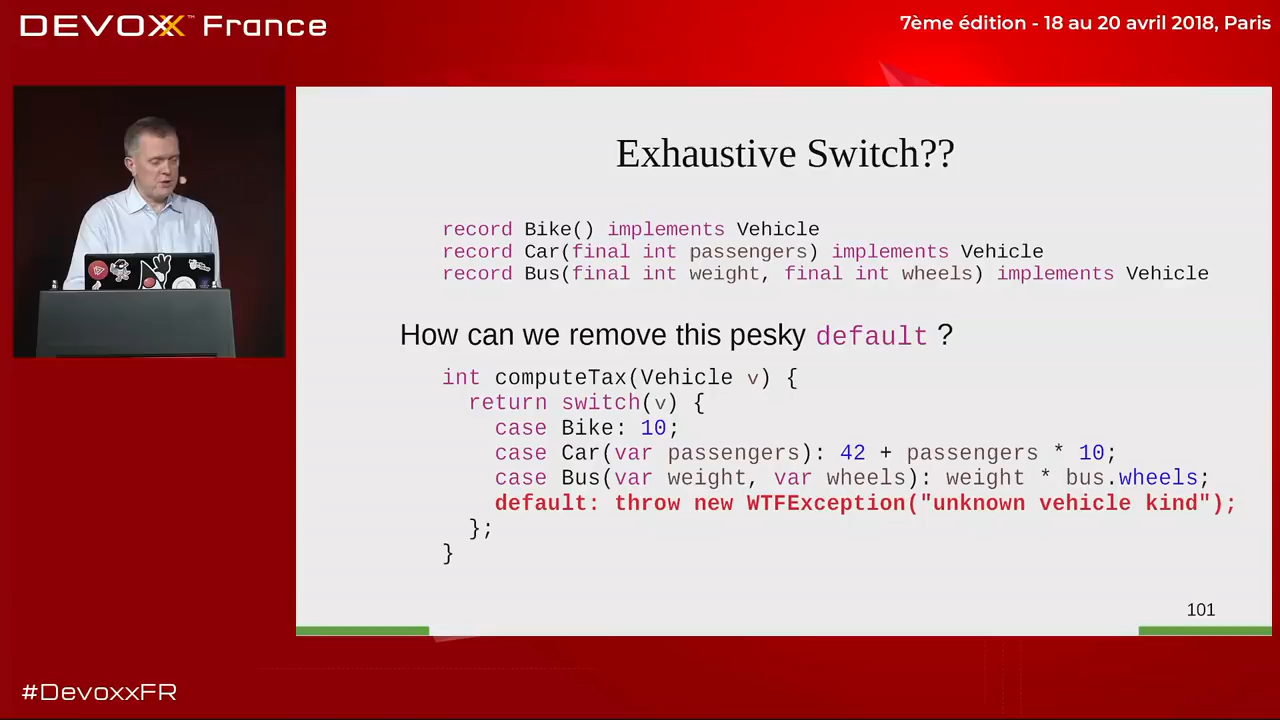 DEVOXX™ France
7ème édition - 18 au 20 avril 2018, Paris
Exhaustive Switch??
record Bike() implements Vehicle
record Car(final int passengers) implements Vehicle
record Bus(final int weight, final int wheels) implements Vehicle
How can we remove this pesky default ?
int computeTax(Vehicle v) {
return switch(v) {
case Bike: 10;
case Car(var passengers): 42 + passengers * 10;
case Bus(var weight, var wheels): weight * bus.wheels;
default: throw new WTFException("unknown vehicle kind");
};
}
101
#DevoxxFR